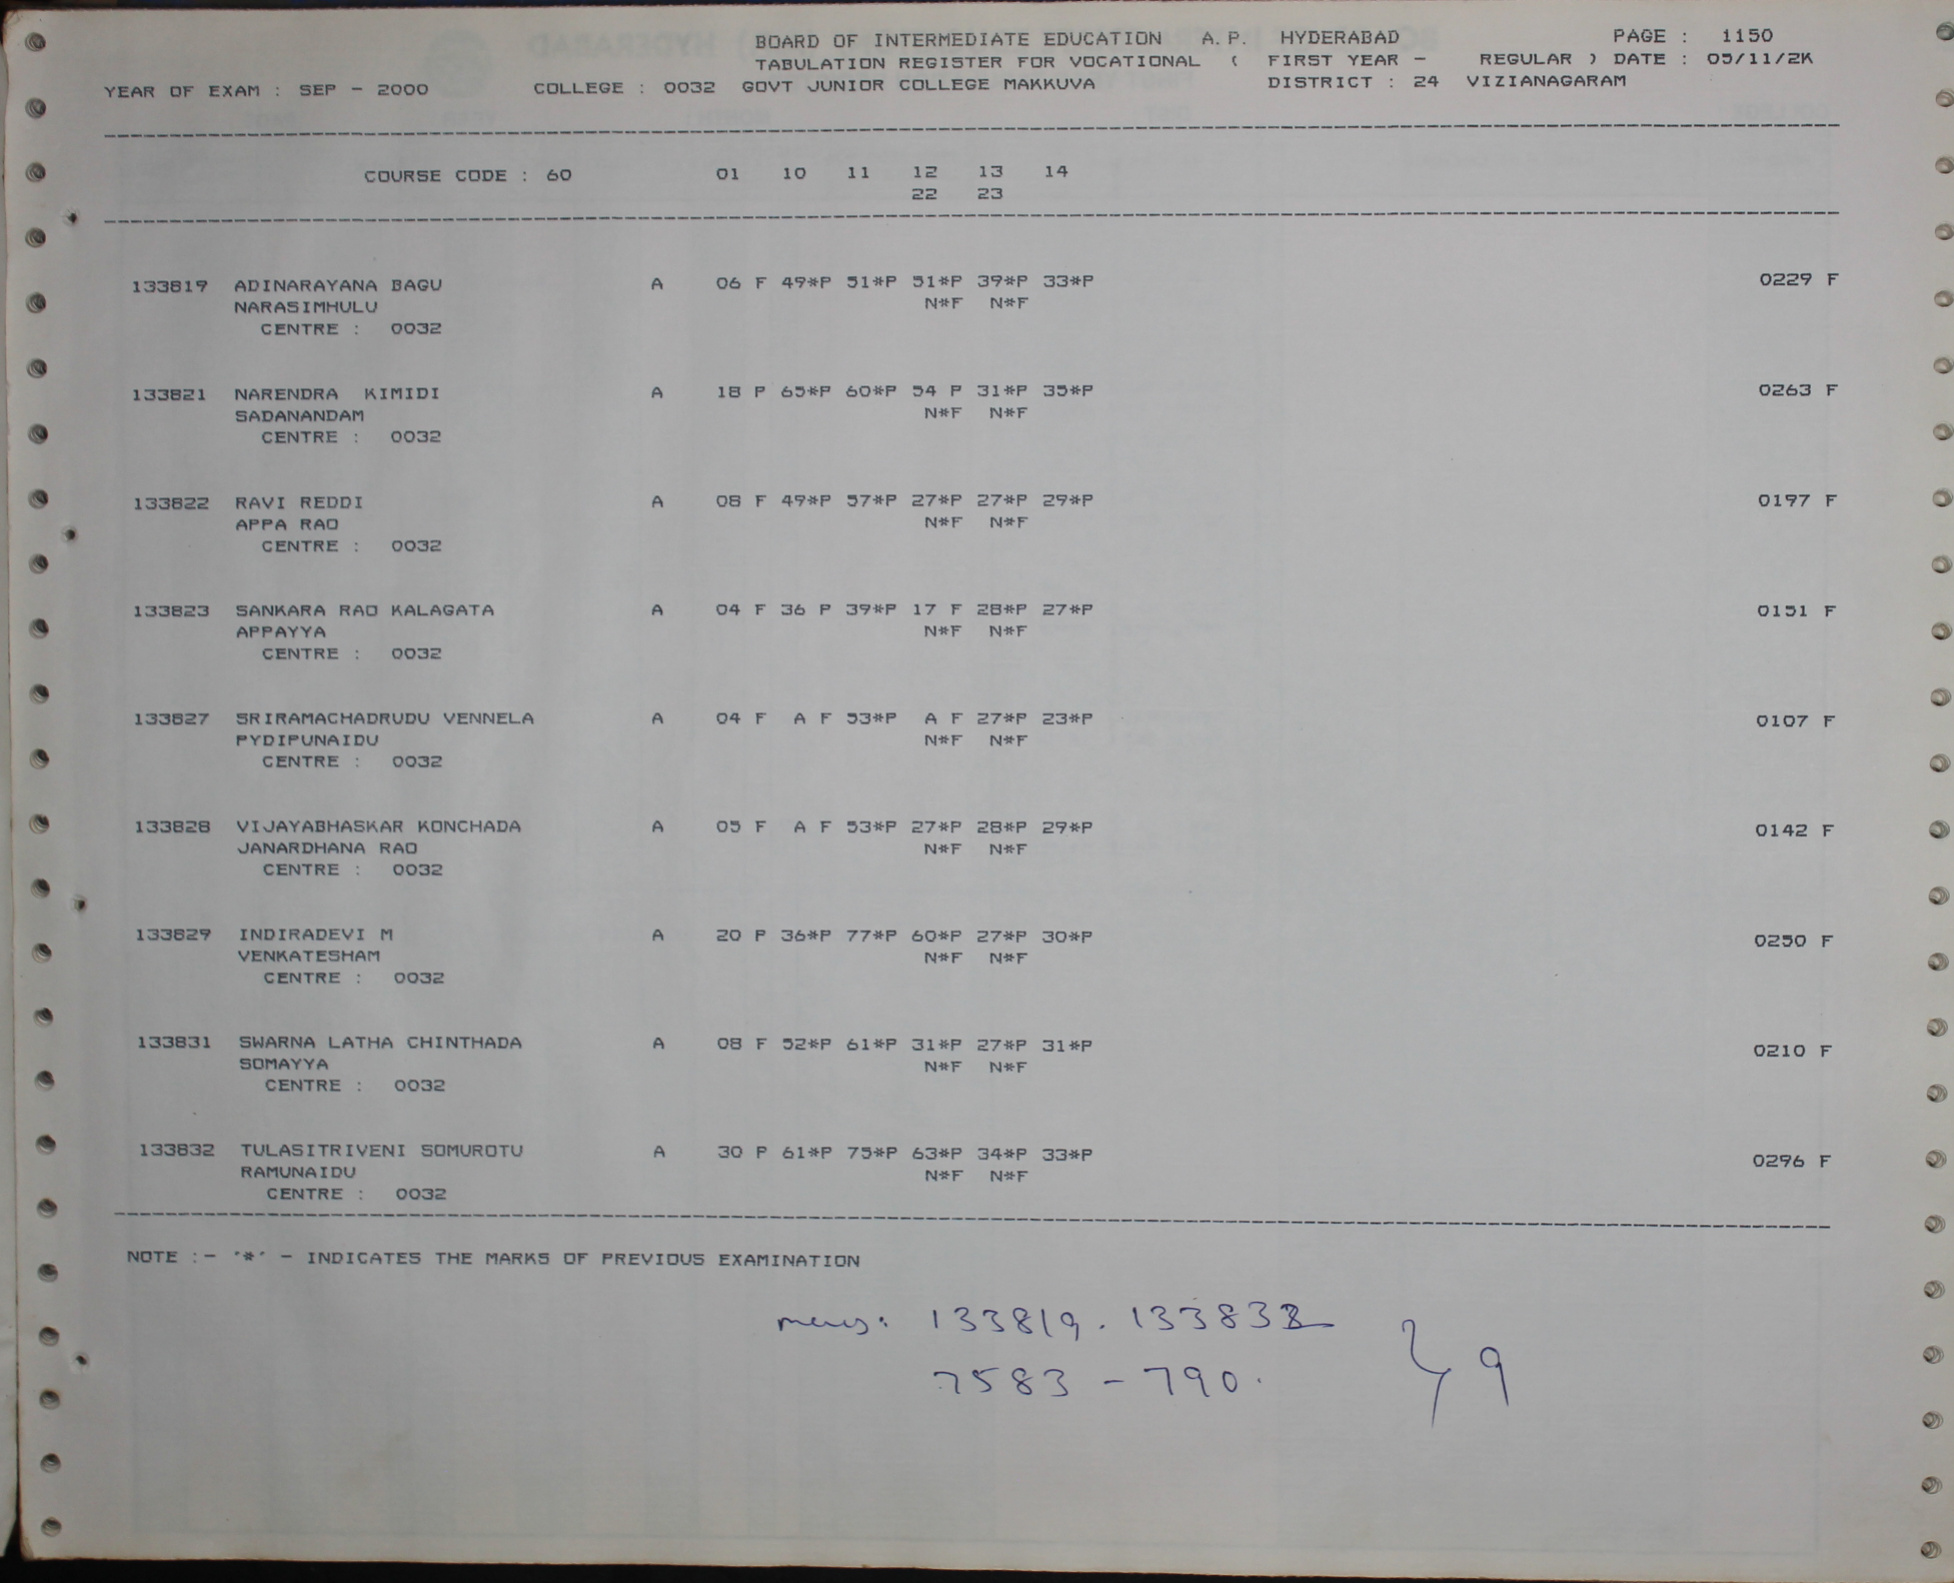 BOARD OF INTERMEDIATE EDUCATION A.P. HYDERABAD PAGE : 1150
TABULATION REGISTER FOR VOCATIONAL ( FIRST YEAR - REGULAR ) DATE : 05/11/2K
YEAR OF EXAM : SEP - 2000 COLLEGE : 0032 GOVT JUNIOR COLLEGE MAKKUVA DISTRICT : 24 VIZIANAGARAM
COURSE CODE : 60 01 10 11 12 13 14
22 23
133819 ADINARAYANA BAGU A 06 F 49*P 51*P 51*P 39*P 33*P 0229 F
NARASIMHULU N*F N*F
CENTRE : 0032
133821 NARENDRA KIMIDI A 18 P 65*P 60*P 54 P 31*P 35*P 0263 F
SADANANDAM N*F N*F
CENTRE : 0032
133822 RAVI REDDI A 08 F 49*P 57*P 27*P 27*P 29*P 0197 F
APPA RAO N*F N*F
CENTRE : 0032
133823 SANKARA RAO KALAGATA A 04 F 36 P 39*P 17 F 28*P 27*P 0151 F
APPAYYA N*F N*F
CENTRE : 0032
133827 SRIRAMACHADRUDU VENNELA A 04 F A F 53*P A F 27*P 23*P 0107 F
PYDIPUNAIDU N*F N*F
CENTRE : 0032
133828 VIJAYABHASKAR KONCHADA A 05 F A F 53*P 27*P 28*P 29*P 0142 F
JANARDHANA RAO N*F N*F
CENTRE : 0032
133829 INDIRADEVI M A 20 P 36*P 77*P 60*P 27*P 30*P 0250 F
VENKATESHAM N*F N*F
CENTRE : 0032
133831 SWARNA LATHA CHINTHADA A 08 F 52*P 61*P 31*P 27*P 31*P 0210 F
SOMAYYA N*F N*F
CENTRE : 0032
133832 TULASITRIVENI SOMUROTU A 30 P 61*P 75*P 63*P 34*P 33*P 0296 F
RAMUNAIDU N*F N*F
CENTRE : 0032
NOTE :- '*' - INDICATES THE MARKS OF PREVIOUS EXAMINATION
133819. 133832
7583 - 790. 9